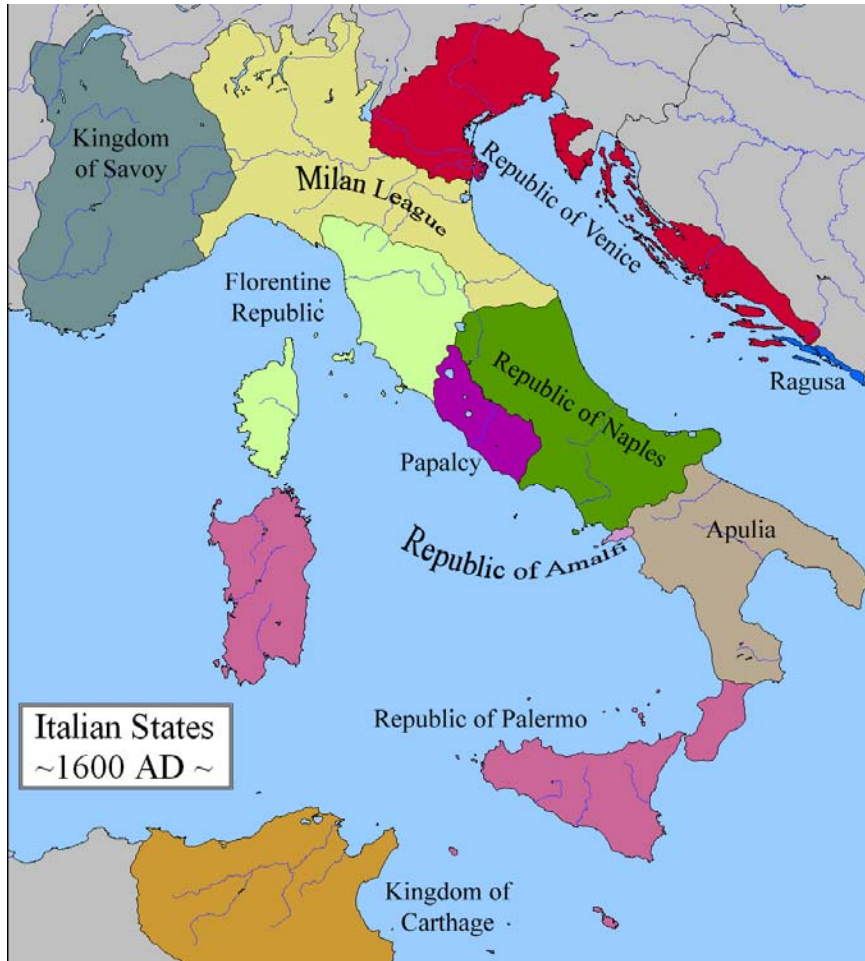 Kingdom
of Savoy
Milan League
Republic of Venice
Florentine
Republic
Ragusa
Republic of Naples
Papalcy
Republic of Amalfi
Apulia
Republic of Palermo
Italian States
~1600 AD ~
Kingdom of
Carthage